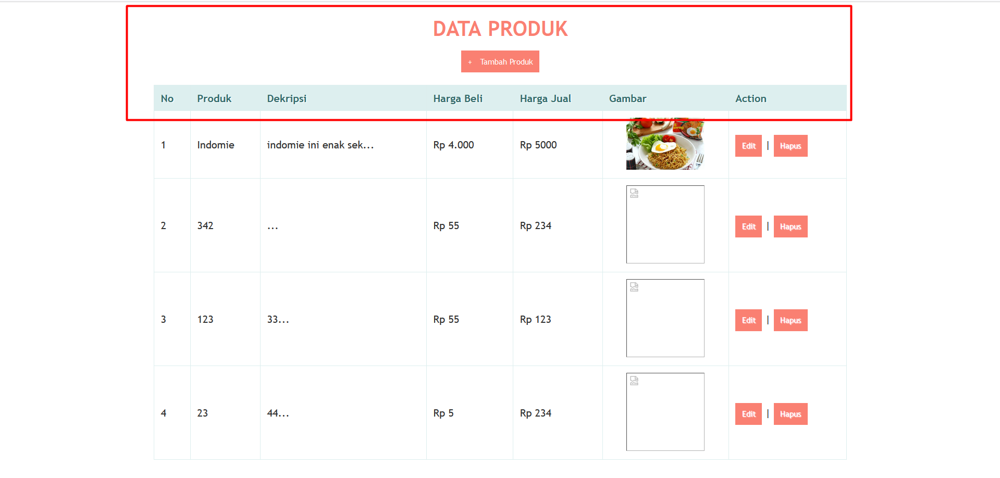 DATA PRODUK
+ Tambah Produk
No Produk Dekripsi Harga Beli Harga Jual Gambar Action
1 Indomie indomie ini enak sek... Rp 4.000 Rp 5000 Edit | Hapus
2 342 ... Rp 55 Rp 234 Edit | Hapus
3 123 33... Rp 55 Rp 123 Edit | Hapus
4 23 44... Rp 5 Rp 234 Edit | Hapus